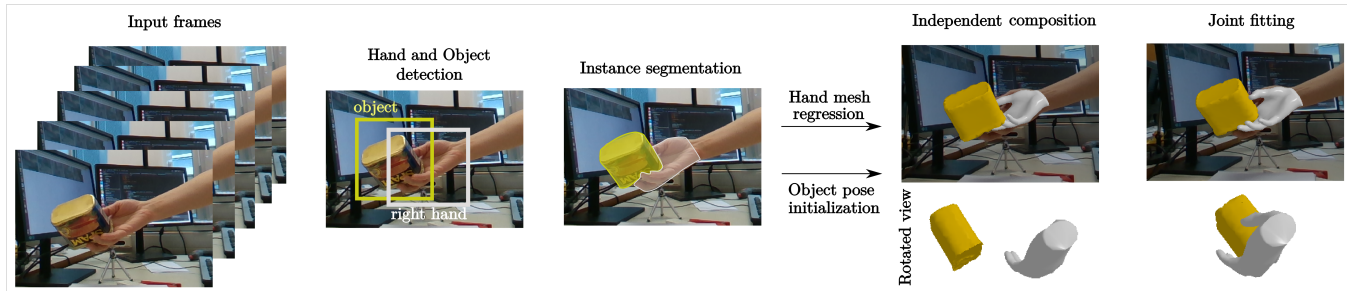 Input frames
Hand and Object
detection
object
right hand
Instance segmentation
Hand mesh
regression
Object pose
initialization
Independent composition
Rotated view
Joint fitting